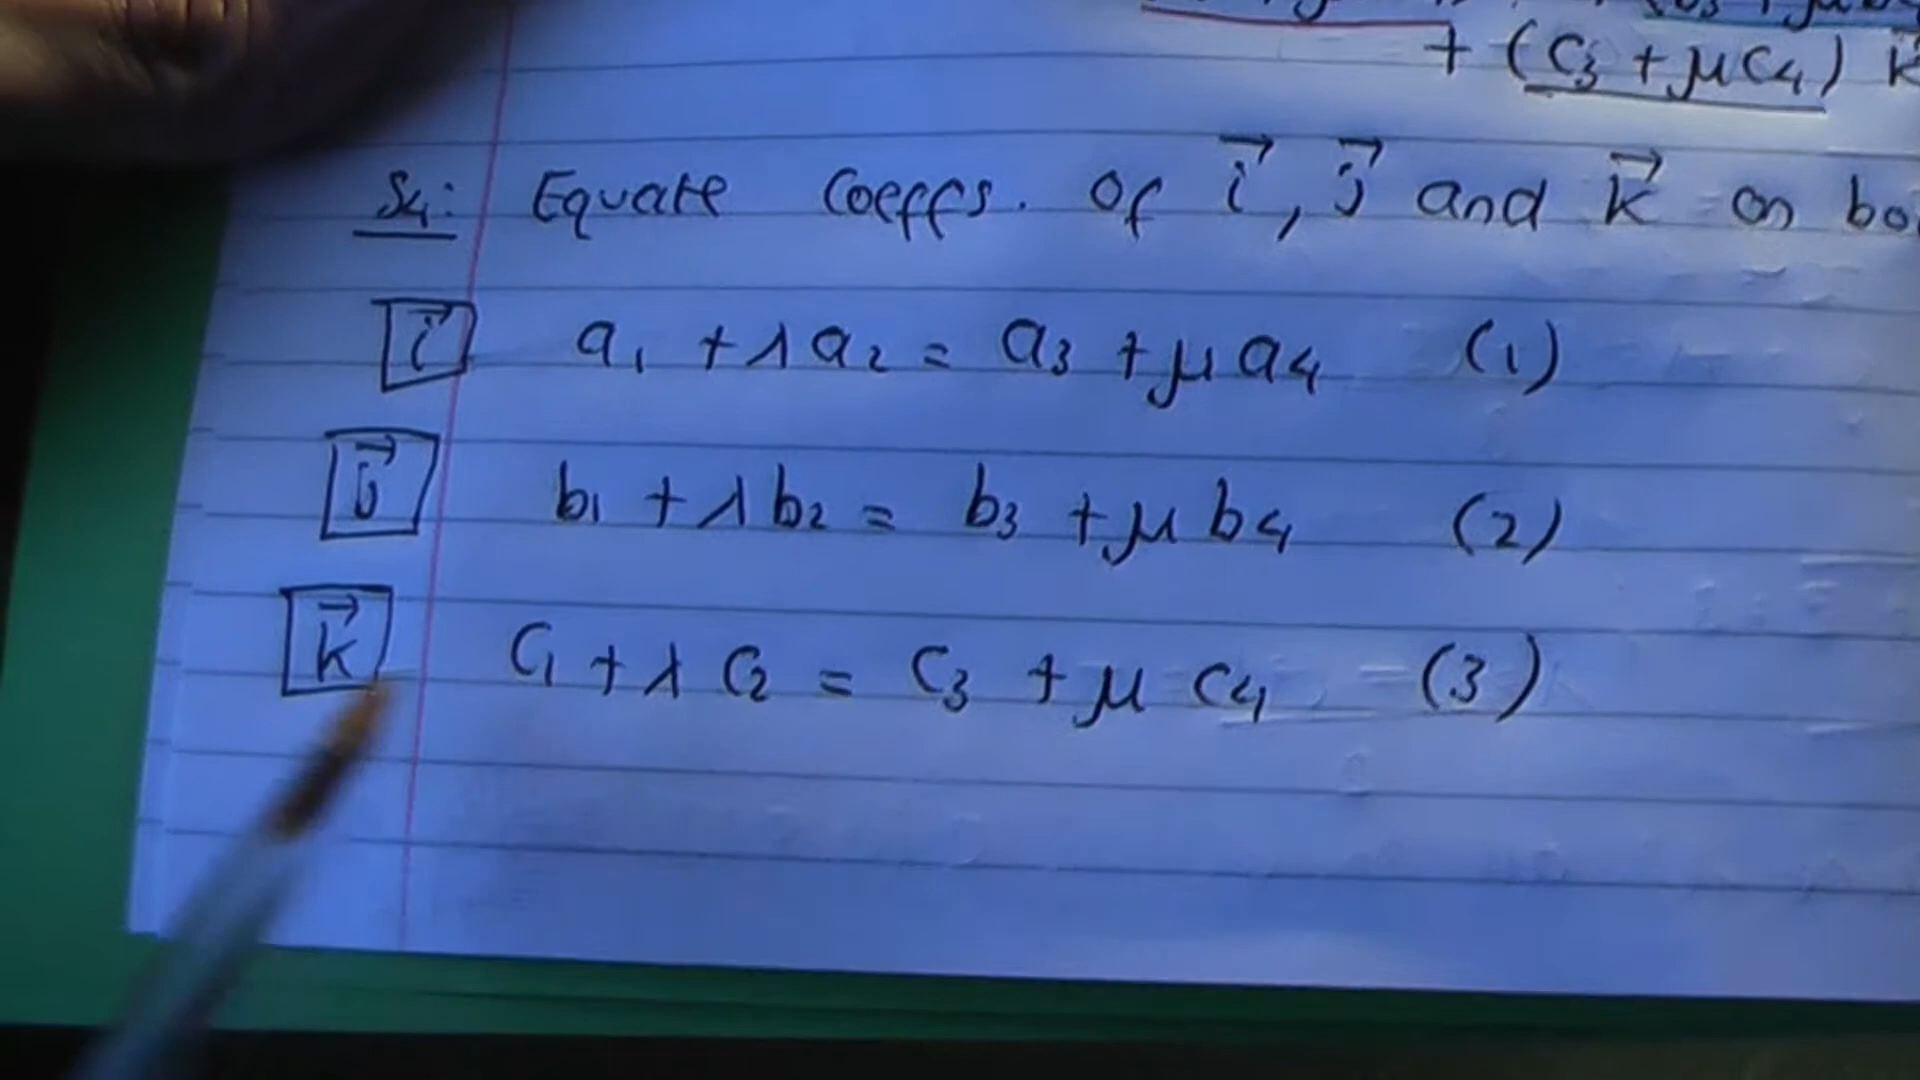 + (c₃ + μc₄) k⃗
S4: Equate Coeffs. of i⃗, j⃗ and k⃗ on
i⃗ a₁ + λa₂ = a₃ + μa₄ (1)
j⃗ b₁ + λb₂ = b₃ + μb₄ (2)
k⃗ c₁ + λc₂ = c₃ + μc₄ (3)